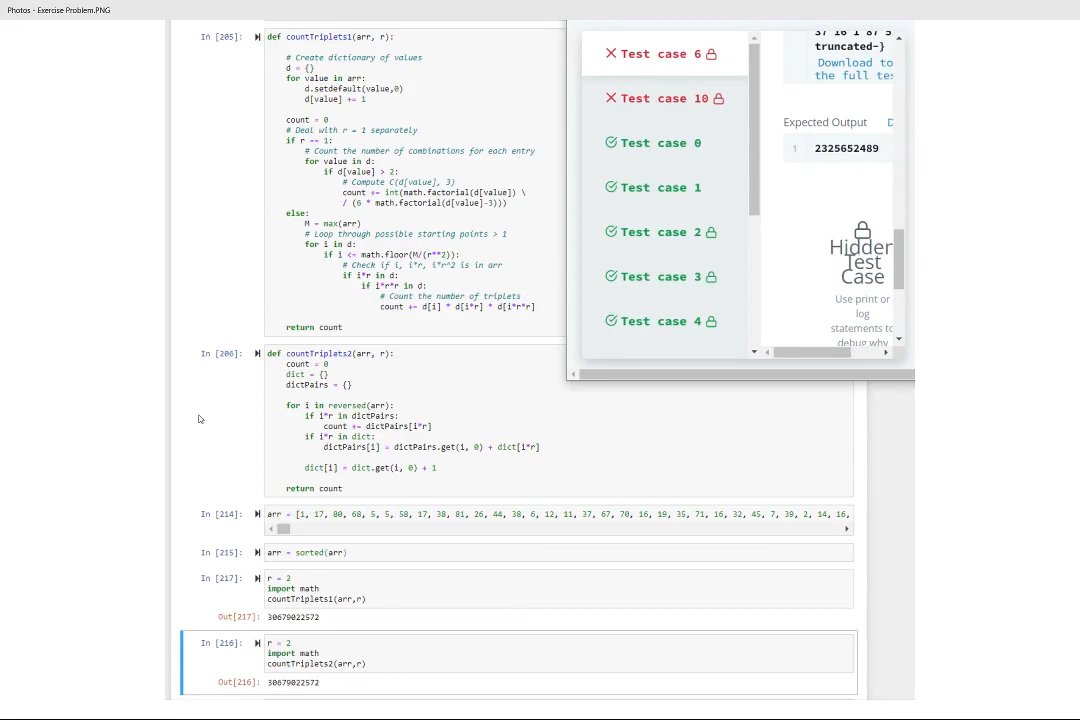 Photos - Exercise Problem.PNG
In [205]:
def countTriplets1(arr, r):
# Create dictionary of values
d = {}
for value in arr:
d.setdefault(value,0)
d[value] += 1
count = 0
# Deal with r = 1 separately
if r == 1:
# Count the number of combinations for each entry
for value in d:
if d[value] > 2:
# Compute C(d[value], 3)
count += int(math.factorial(d[value]) \
/ (6 * math.factorial(d[value]-3)))
else:
M = max(arr)
# Loop through possible starting points > 1
for i in d:
if i <= math.floor(M/(r**2)):
# Check if i, i*r, i*r^2 is in arr
if i*r in d:
if i*r*r in d:
# Count the number of triplets
count += d[i] * d[i*r] * d[i*r*r]
return count
Test case 6
Test case 10
Test case 0
Test case 1
Test case 2
Test case 3
Test case 4
37 16 1 87 5
truncated-}
Download to
the full tes
Expected Output D
1 2325652489
Hidden
Test
Case
Use print or
log
statements to
debug why
In [206]:
def countTriplets2(arr, r):
count = 0
dict = {}
dictPairs = {}
for i in reversed(arr):
if i*r in dictPairs:
count += dictPairs[i*r]
if i*r in dict:
dictPairs[i] = dictPairs.get(i, 0) + dict[i*r]
dict[i] = dict.get(i, 0) + 1
return count
In [214]: arr = [1, 17, 80, 68, 5, 5, 58, 17, 38, 81, 26, 44, 38, 6, 12, 11, 37, 67, 70, 16, 19, 35, 71, 16, 32, 45, 7, 39, 2, 14, 16,
In [215]: arr = sorted(arr)
In [217]: r = 2
import math
countTriplets1(arr,r)
Out[217]: 30679022572
In [216]: r = 2
import math
countTriplets2(arr,r)
Out[216]: 30679022572